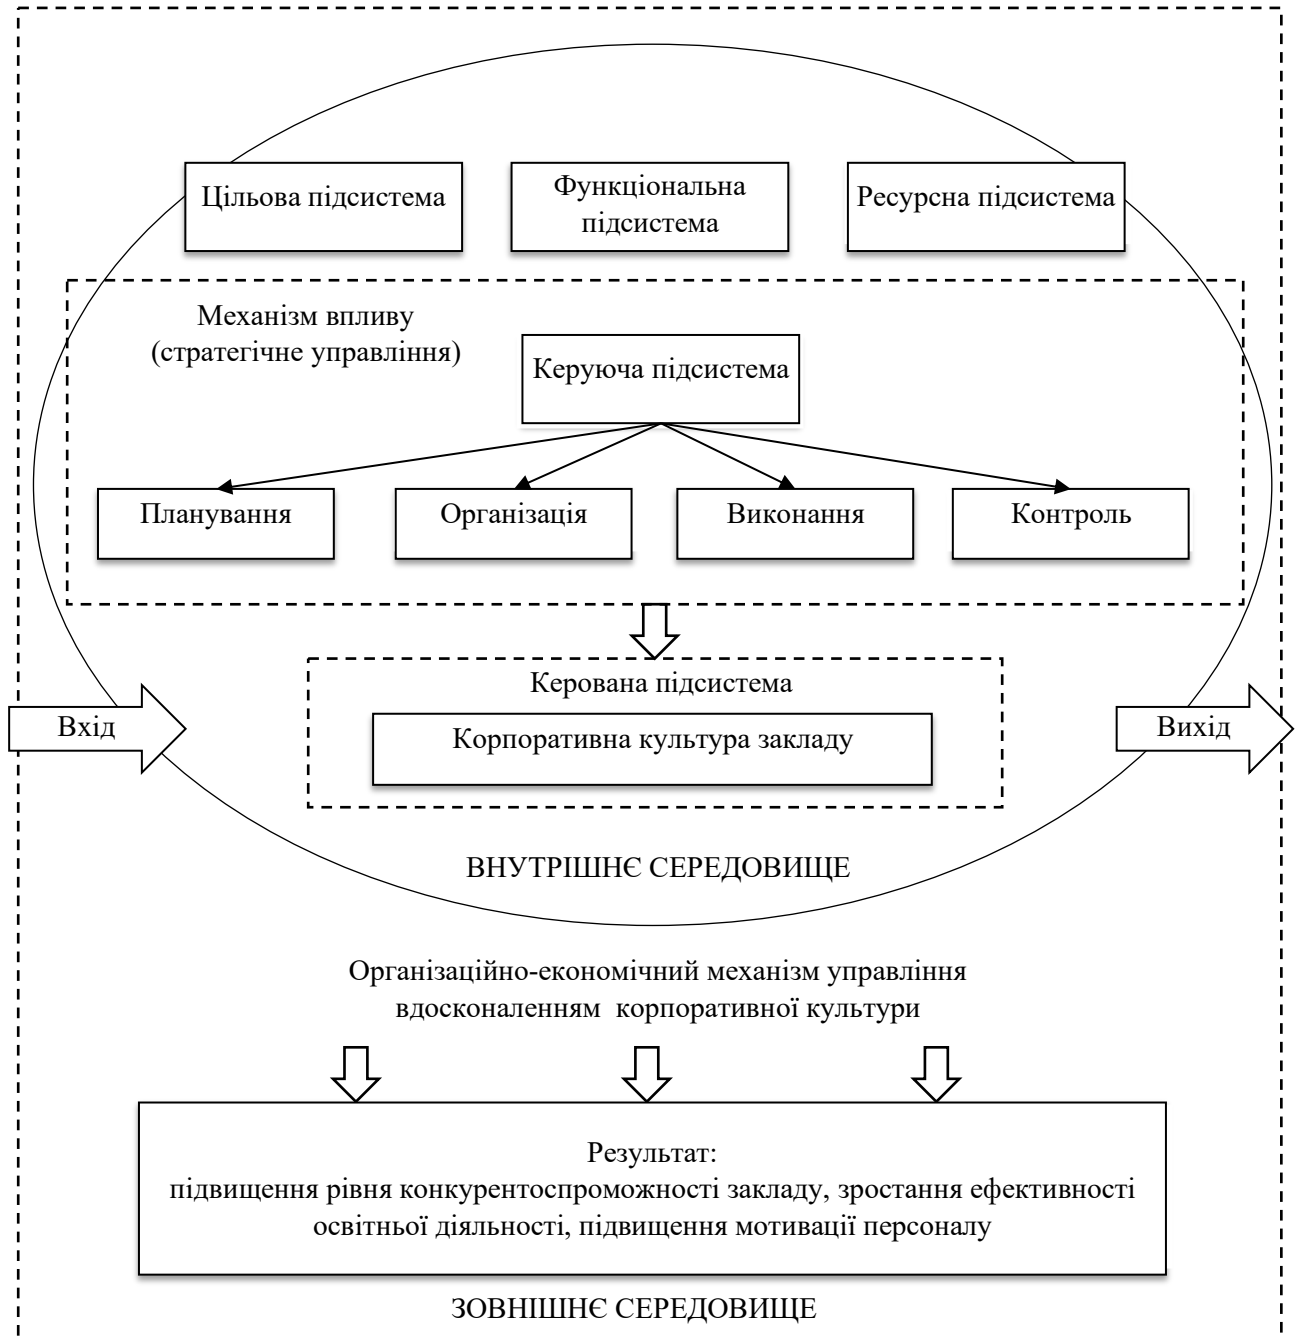 Цільова підсистема
Функціональна
підсистема
Ресурсна підсистема
Механізм впливу
(стратегічне управління)
Керуюча підсистема
Планування
Організація
Виконання
Контроль
Керована підсистема
Вхід
Корпоративна культура закладу
Вихід
ВНУТРІШНЄ СЕРЕДОВИЩЕ
Організаційно-економічний механізм управління
вдосконаленням корпоративної культури
Результат:
підвищення рівня конкурентоспроможності закладу, зростання ефективності
освітньої діяльності, підвищення мотивації персоналу
ЗОВНІШНЄ СЕРЕДОВИЩЕ